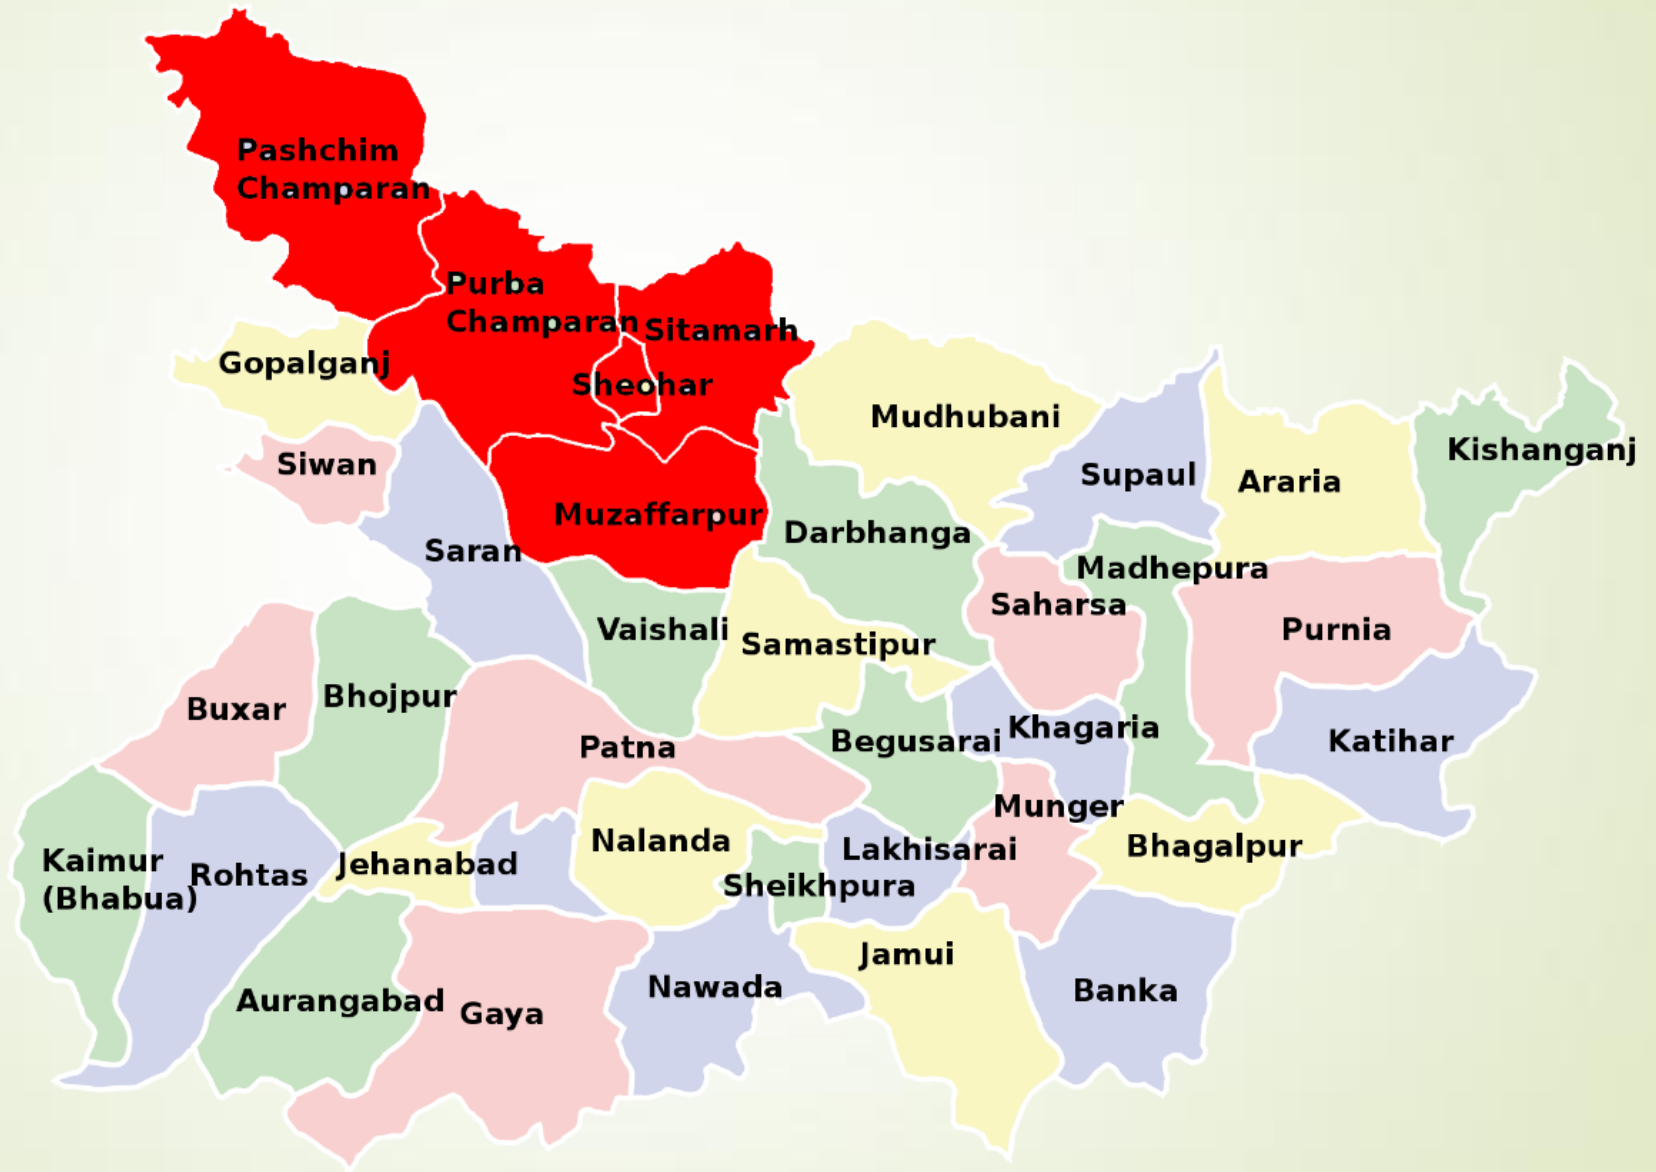 Pashchim
Champaran
Purba
Champaran
Sitamarh
Gopalganj
Sheohar
Mudhubani
Siwan
Supaul
Araria
Kishanganj
Muzaffarpur
Darbhanga
Saran
Madhepura
Saharsa
Vaishali
Samastipur
Purnia
Buxar
Bhojpur
Patna
Begusarai
Khagaria
Katihar
Munger
Nalanda
Lakhisarai
Bhagalpur
Kaimur
(Bhabua)
Rohtas
Jehanabad
Sheikhpura
Jamui
Aurangabad
Gaya
Nawada
Banka